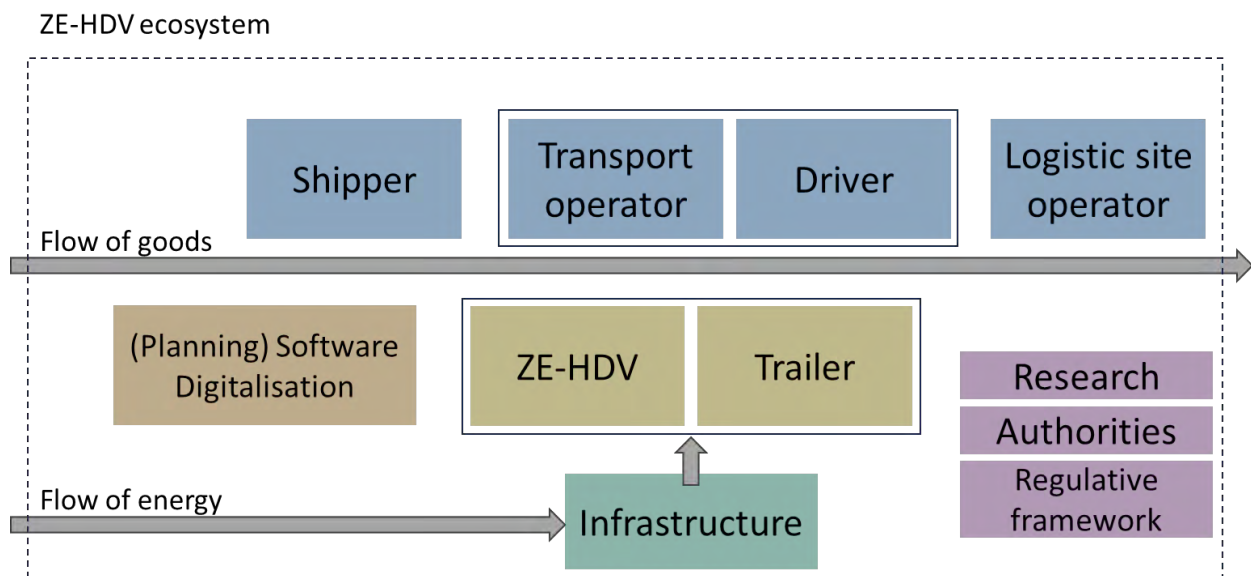 ZE-HDV ecosystem
Shipper
Transport
operator
Driver
Logistic site
operator
Flow of goods
(Planning) Software
Digitalisation
ZE-HDV
Trailer
Research
Authorities
Regulative
framework
Flow of energy
Infrastructure